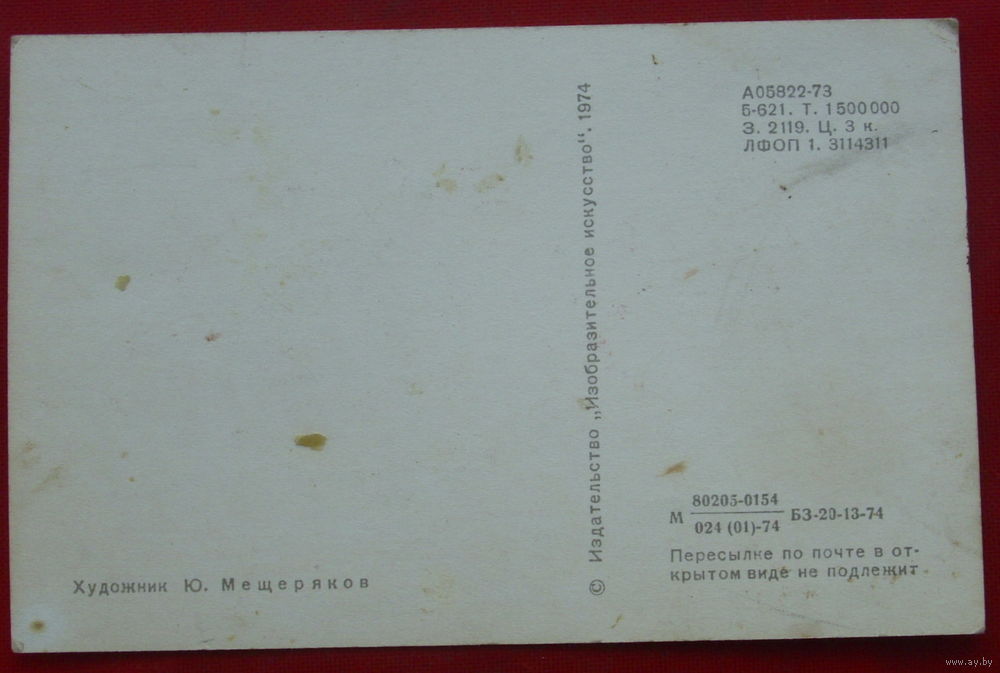 А05822-73
5-621. Т. 1500000
З. 2119. Ц. 3 к.
ЛФОП 1. 3114311
© Издательство „Изобразительное искусство“. 1974
М 80205-0154
024 (01)-74 БЗ-20-13-74
Пересылке по почте в от-
крытом виде не подлежит
Художник Ю. Мещеряков
www.ay.by